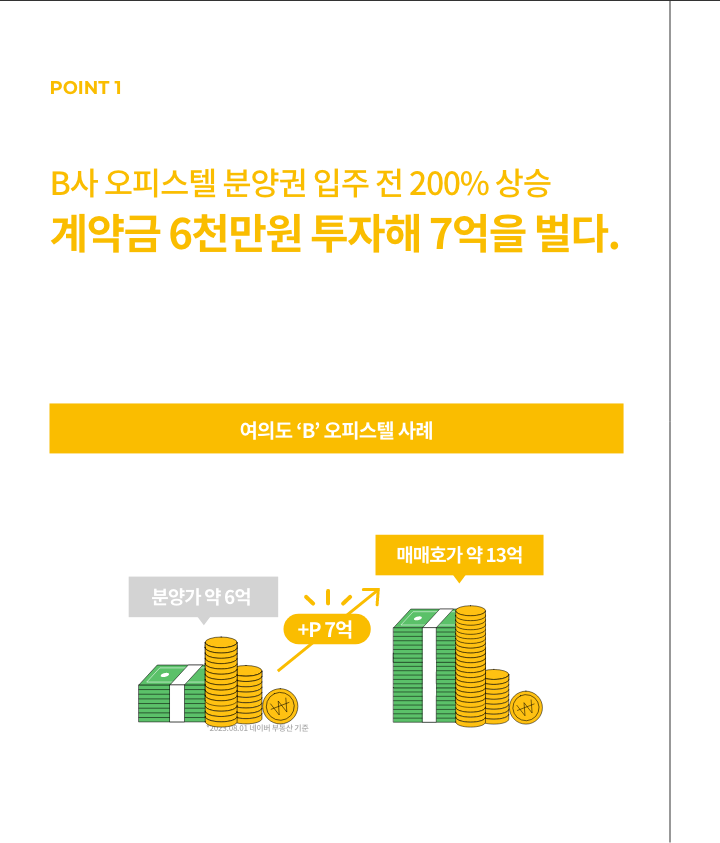 POINT 1
B사 오피스텔 분양권 입주 전 200% 상승
계약금 6천만원 투자해 7억을 벌다.
여의도 ‘B’ 오피스텔 사례
매매호가 약 13억
분양가 약 6억
+P 7억
*2023.08.01 네이버 부동산 기준